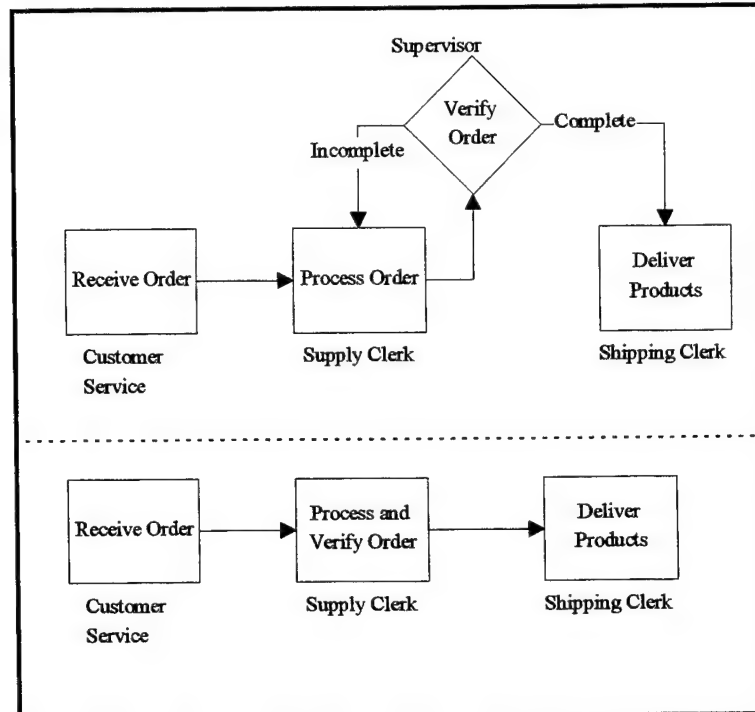 Supervisor
Verify
Order
Incomplete
Complete
Receive Order
Process Order
Deliver
Products
Customer
Service
Supply Clerk
Shipping Clerk
Receive Order
Process and
Verify Order
Deliver
Products
Customer
Service
Supply Clerk
Shipping Clerk